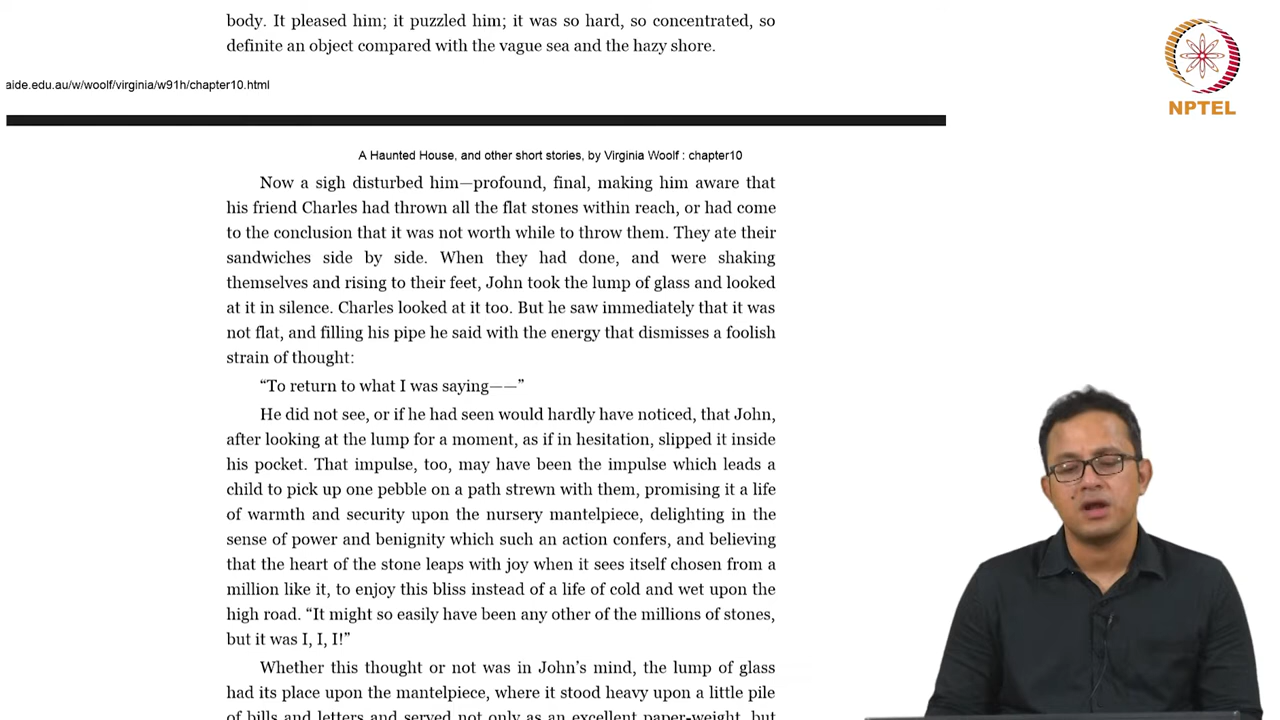 body. It pleased him; it puzzled him; it was so hard, so concentrated, so
definite an object compared with the vague sea and the hazy shore.
aide.edu.au/w/woolf/virginia/w91h/chapter10.html
NPTEL
A Haunted House, and other short stories, by Virginia Woolf : chapter10
Now a sigh disturbed him—profound, final, making him aware that
his friend Charles had thrown all the flat stones within reach, or had come
to the conclusion that it was not worth while to throw them. They ate their
sandwiches side by side. When they had done, and were shaking
themselves and rising to their feet, John took the lump of glass and looked
at it in silence. Charles looked at it too. But he saw immediately that it was
not flat, and filling his pipe he said with the energy that dismisses a foolish
strain of thought:
“To return to what I was saying——”
He did not see, or if he had seen would hardly have noticed, that John,
after looking at the lump for a moment, as if in hesitation, slipped it inside
his pocket. That impulse, too, may have been the impulse which leads a
child to pick up one pebble on a path strewn with them, promising it a life
of warmth and security upon the nursery mantelpiece, delighting in the
sense of power and benignity which such an action confers, and believing
that the heart of the stone leaps with joy when it sees itself chosen from a
million like it, to enjoy this bliss instead of a life of cold and wet upon the
high road. “It might so easily have been any other of the millions of stones,
but it was I, I, I!”
Whether this thought or not was in John’s mind, the lump of glass
had its place upon the mantelpiece, where it stood heavy upon a little pile
of bills and letters and served not only as an excellent paper-weight, but